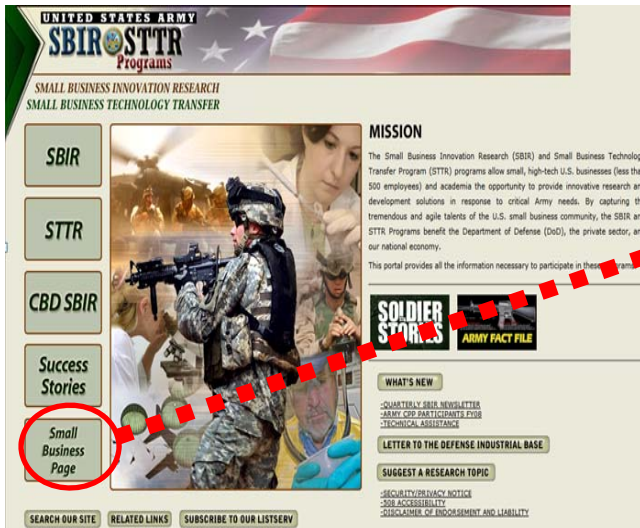 UNITED STATES ARMY
SBIR STTR
Programs
SMALL BUSINESS INNOVATION RESEARCH
SMALL BUSINESS TECHNOLOGY TRANSFER
SBIR
STTR
CBD SBIR
Success
Stories
Small
Business
Page
MISSION
The Small Business Innovation Research (SBIR) and Small Business Technolog
Transfer Program (STTR) programs allow small, high-tech U.S. businesses (less tha
500 employees) and academia the opportunity to provide innovative research an
development solutions in response to critical Army needs. By capturing th
tremendous and agile talents of the U.S. small business community, the SBIR an
STTR Programs benefit the Department of Defense (DoD), the private sector, an
our national economy.
This portal provides all the information necessary to participate in these
SOLDIER
STORIES
ARMY FACT FILE
WHAT'S NEW
-QUARTERLY SBIR NEWSLETTER
-ARMY CPP PARTICIPANTS FY08
-TECHNICAL ASSISTANCE
LETTER TO THE DEFENSE INDUSTRIAL BASE
SUGGEST A RESEARCH TOPIC
-SECURITY/PRIVACY NOTICE
-508 ACCESSIBILITY
-DISCLAIMER OF ENDORSEMENT AND LIABILITY
SEARCH OUR SITE
RELATED LINKS
SUBSCRIBE TO OUR LISTSERV